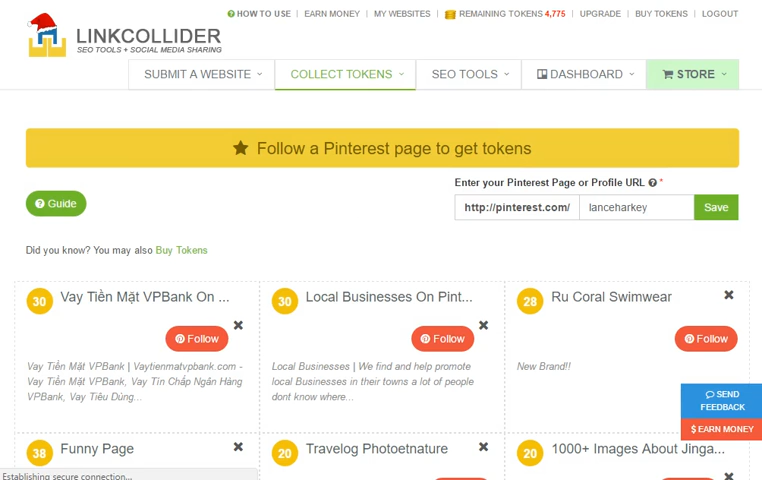 HOW TO USE
EARN MONEY
MY WEBSITES
REMAINING TOKENS 4,775
UPGRADE
BUY TOKENS
LOGOUT
LINKCOLLIDER
SEO TOOLS + SOCIAL MEDIA SHARING
SUBMIT A WEBSITE
COLLECT TOKENS
SEO TOOLS
DASHBOARD
STORE
Follow a Pinterest page to get tokens
Guide
Enter your Pinterest Page or Profile URL *
http://pinterest.com/
lanceharkey
Save
Did you know? You may also Buy Tokens
30
Vay Tiền Mặt VPBank On ...
Follow
Vay Tiền Mặt VPBank | Vaytienmatvpbank.com -
Vay Tiền Mặt VPBank, Vay Tín Chấp Ngân Hàng
VPBank, Vay Tiêu Dùng...
30
Local Businesses On Pint...
Follow
Local Businesses | We find and help promote
local Businesses in their towns a lot of people
dont know where...
28
Ru Coral Swimwear
Follow
New Brand!!
SEND
FEEDBACK
$ EARN MONEY
38
Funny Page
20
Travelog Photoetnature
20
1000+ Images About Jinga...
Establishing secure connection...